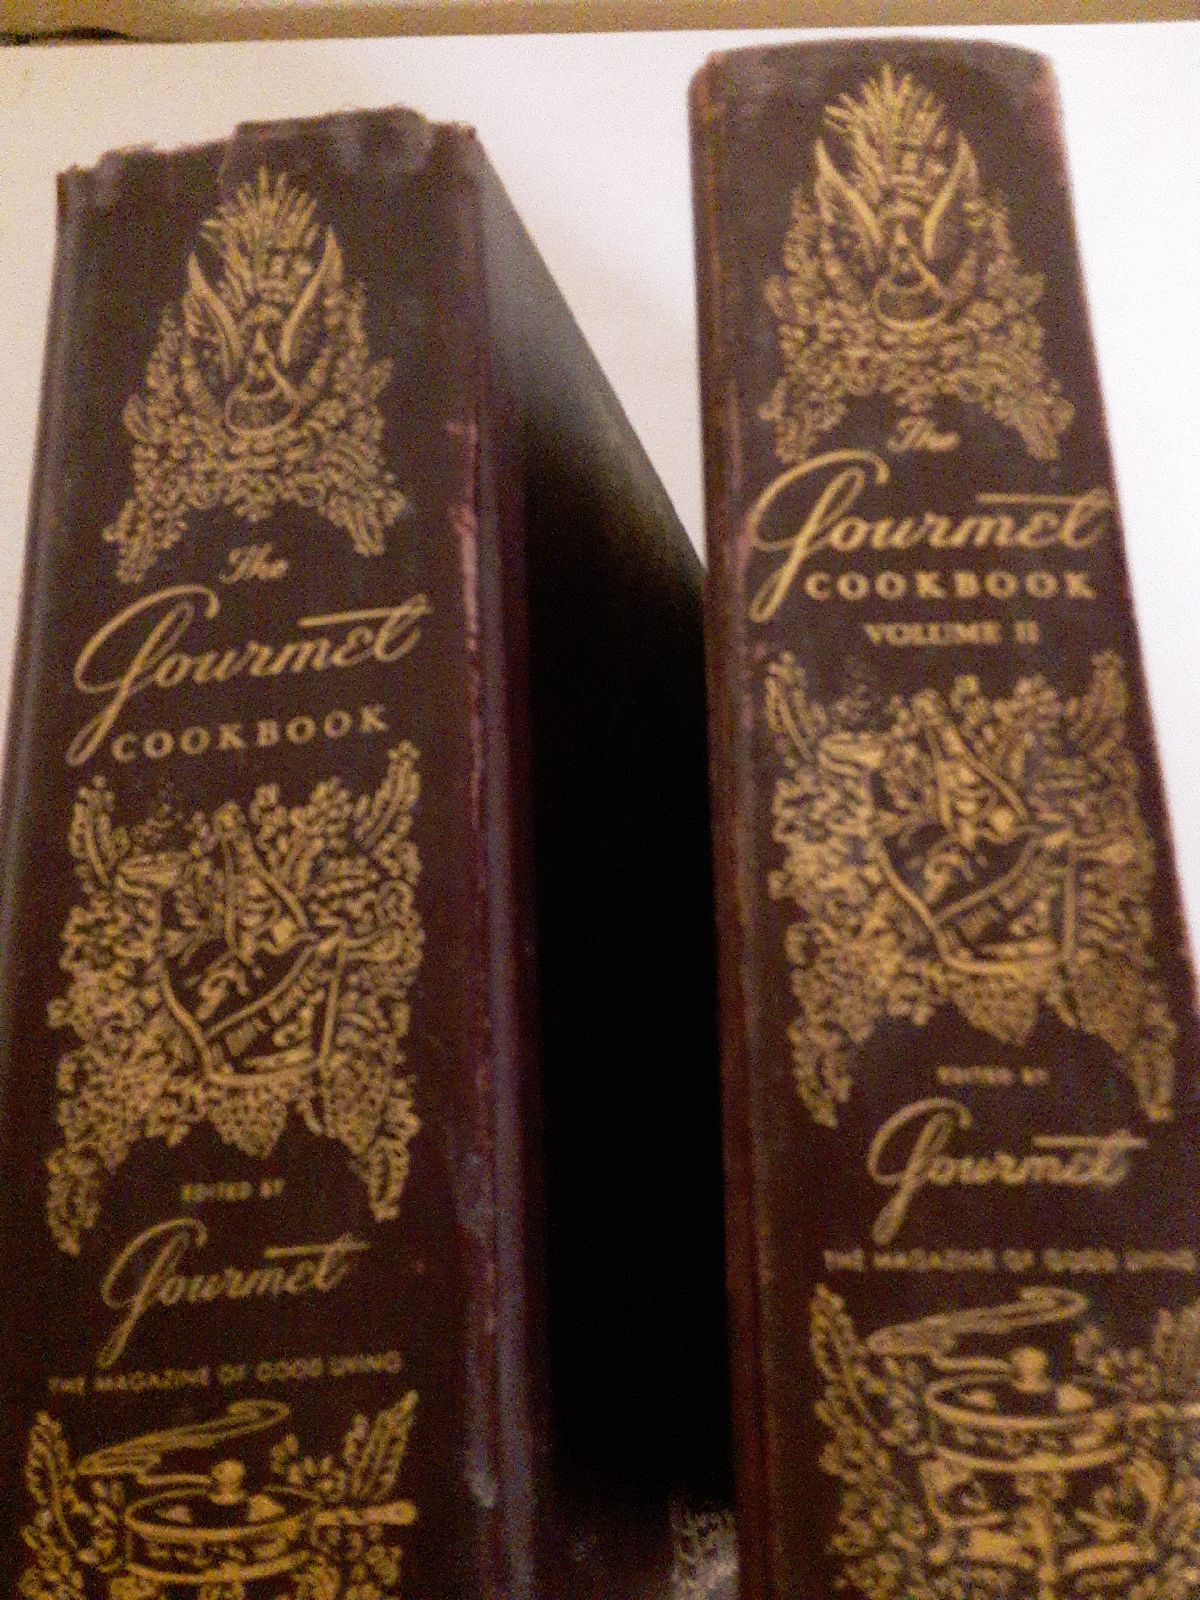 The
Gourmet
COOKBOOK
EDITED BY
Gourmet
THE MAGAZINE OF GOOD LIVING
The
Gourmet
COOKBOOK
VOLUME II
EDITED BY
Gourmet
THE MAGAZINE OF GOOD LIVING